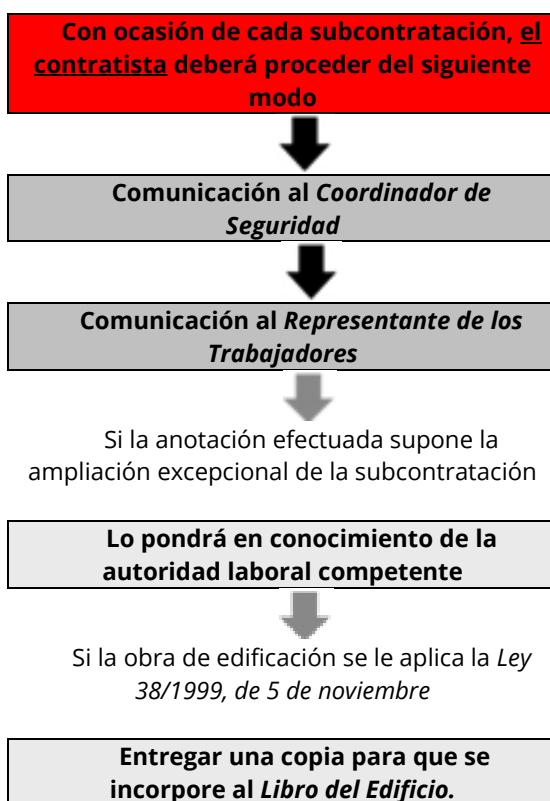 Con ocasión de cada subcontratación, el
contratista deberá proceder del siguiente
modo
Comunicación al Coordinador de
Seguridad
Comunicación al Representante de los
Trabajadores
Si la anotación efectuada supone la
ampliación excepcional de la subcontratación
Lo pondrá en conocimiento de la
autoridad laboral competente
Si la obra de edificación se le aplica la Ley
38/1999, de 5 de noviembre
Entregar una copia para que se
incorpore al Libro del Edificio.